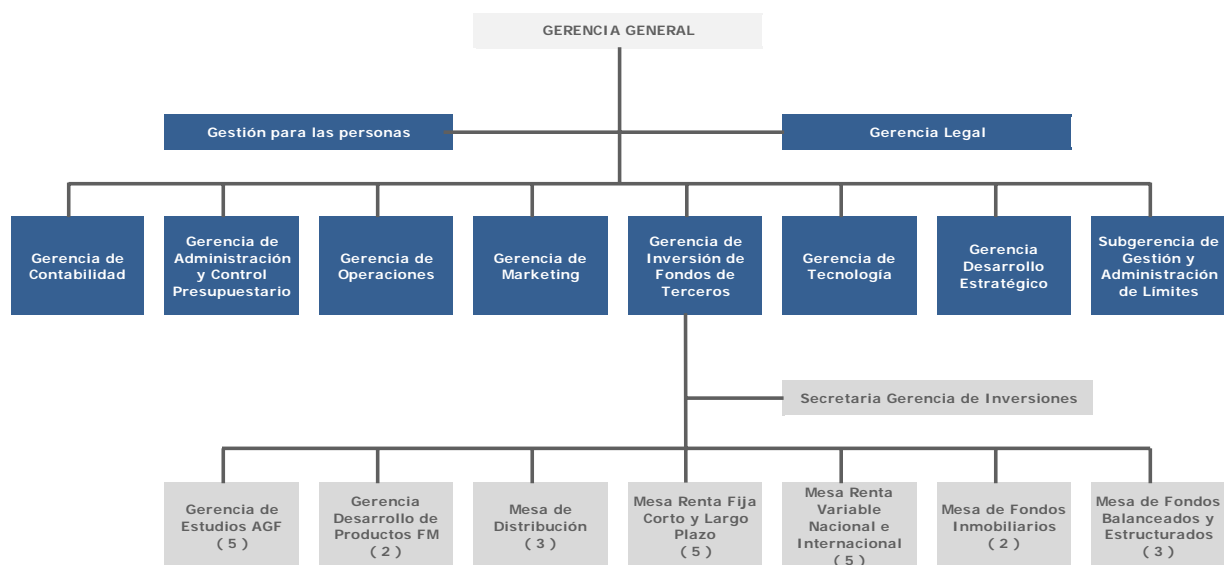 GERENCIA GENERAL
Gestión para las personas
Gerencia Legal
Gerencia de
Contabilidad
Gerencia de
Administración
y Control
Presupuestario
Gerencia de
Operaciones
Gerencia de
Marketing
Gerencia de
Inversión de
Fondos de
Terceros
Gerencia de
Tecnología
Gerencia
Desarrollo
Estratégico
Subgerencia de
Gestión y
Administración
de Límites
Secretaria Gerencia de Inversiones
Gerencia de
Estudios AGF
( 5 )
Gerencia
Desarrollo de
Productos FM
( 2 )
Mesa de
Distribución
( 3 )
Mesa Renta Fija
Corto y Largo
Plazo
( 5 )
Mesa Renta
Variable
Nacional e
Internacional
( 5 )
Mesa de Fondos
Inmobiliarios
( 2 )
Mesa de Fondos
Balanceados y
Estructurados
( 3 )